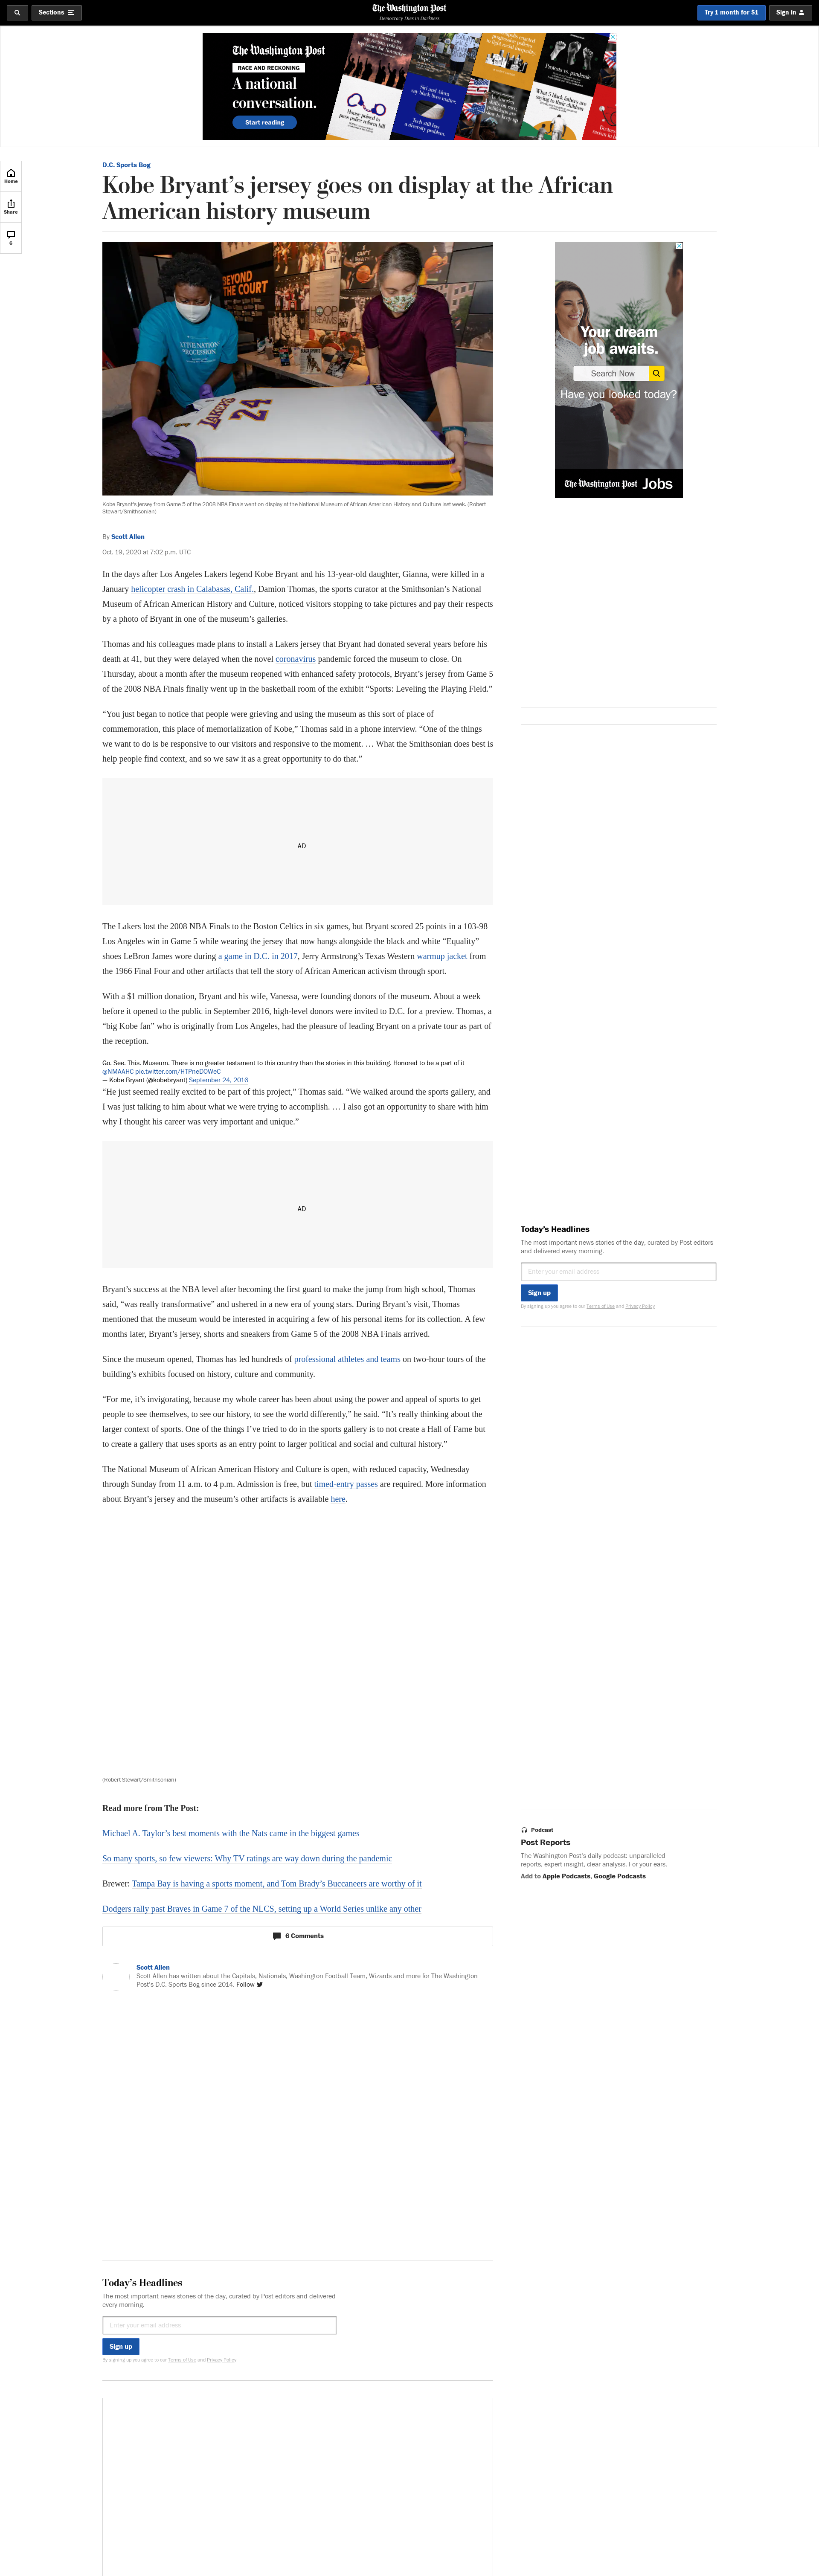 Sections
The Washington Post
Democracy Dies in Darkness
Try 1 month for $1
Sign in
The Washington Post
RACE AND RECKONING
A national
conversation.
Start reading
Home
Share
6
D.C. Sports Bog
Kobe Bryant’s jersey goes on display at the African
American history museum
BEYOND
THE
COURT
HOOP
DREAMS
LAKERS
24
Kobe Bryant's jersey from Game 5 of the 2008 NBA Finals went on display at the National Museum of African American History and Culture last week. (Robert
Stewart/Smithsonian)
Your dream
job awaits.
Search Now
Have you looked today?
The Washington Post Jobs
By Scott Allen
Oct. 19, 2020 at 7:02 p.m. UTC
In the days after Los Angeles Lakers legend Kobe Bryant and his 13-year-old daughter, Gianna, were killed in a
January helicopter crash in Calabasas, Calif., Damion Thomas, the sports curator at the Smithsonian’s National
Museum of African American History and Culture, noticed visitors stopping to take pictures and pay their respects
by a photo of Bryant in one of the museum’s galleries.
Thomas and his colleagues made plans to install a Lakers jersey that Bryant had donated several years before his
death at 41, but they were delayed when the novel coronavirus pandemic forced the museum to close. On
Thursday, about a month after the museum reopened with enhanced safety protocols, Bryant’s jersey from Game 5
of the 2008 NBA Finals finally went up in the basketball room of the exhibit “Sports: Leveling the Playing Field.”
“You just began to notice that people were grieving and using the museum as this sort of place of
commemoration, this place of memorialization of Kobe,” Thomas said in a phone interview. “One of the things
we want to do is be responsive to our visitors and responsive to the moment. … What the Smithsonian does best is
help people find context, and so we saw it as a great opportunity to do that.”
AD
The Lakers lost the 2008 NBA Finals to the Boston Celtics in six games, but Bryant scored 25 points in a 103-98
Los Angeles win in Game 5 while wearing the jersey that now hangs alongside the black and white “Equality”
shoes LeBron James wore during a game in D.C. in 2017, Jerry Armstrong’s Texas Western warmup jacket from
the 1966 Final Four and other artifacts that tell the story of African American activism through sport.
With a $1 million donation, Bryant and his wife, Vanessa, were founding donors of the museum. About a week
before it opened to the public in September 2016, high-level donors were invited to D.C. for a preview. Thomas, a
“big Kobe fan” who is originally from Los Angeles, had the pleasure of leading Bryant on a private tour as part of
the reception.
Go. See. This. Museum. There is no greater testament to this country than the stories in this building. Honored to be a part of it
@NMAAHC pic.twitter.com/HTPneDOWeC
— Kobe Bryant (@kobebryant) September 24, 2016
“He just seemed really excited to be part of this project,” Thomas said. “We walked around the sports gallery, and
I was just talking to him about what we were trying to accomplish. … I also got an opportunity to share with him
why I thought his career was very important and unique.”
AD
Bryant’s success at the NBA level after becoming the first guard to make the jump from high school, Thomas
said, “was really transformative” and ushered in a new era of young stars. During Bryant’s visit, Thomas
mentioned that the museum would be interested in acquiring a few of his personal items for its collection. A few
months later, Bryant’s jersey, shorts and sneakers from Game 5 of the 2008 NBA Finals arrived.
Since the museum opened, Thomas has led hundreds of professional athletes and teams on two-hour tours of the
building’s exhibits focused on history, culture and community.
“For me, it’s invigorating, because my whole career has been about using the power and appeal of sports to get
people to see themselves, to see our history, to see the world differently,” he said. “It’s really thinking about the
larger context of sports. One of the things I’ve tried to do in the sports gallery is to not create a Hall of Fame but
to create a gallery that uses sports as an entry point to larger political and social and cultural history.”
The National Museum of African American History and Culture is open, with reduced capacity, Wednesday
through Sunday from 11 a.m. to 4 p.m. Admission is free, but timed-entry passes are required. More information
about Bryant’s jersey and the museum’s other artifacts is available here.
(Robert Stewart/Smithsonian)
Read more from The Post:
Michael A. Taylor’s best moments with the Nats came in the biggest games
So many sports, so few viewers: Why TV ratings are way down during the pandemic
Brewer: Tampa Bay is having a sports moment, and Tom Brady’s Buccaneers are worthy of it
Dodgers rally past Braves in Game 7 of the NLCS, setting up a World Series unlike any other
6 Comments
Scott Allen
Scott Allen has written about the Capitals, Nationals, Washington Football Team, Wizards and more for The Washington
Post's D.C. Sports Bog since 2014. Follow
Today’s Headlines
The most important news stories of the day, curated by Post editors and delivered
every morning.
Enter your email address
Sign up
By signing up you agree to our Terms of Use and Privacy Policy
Today's Headlines
The most important news stories of the day, curated by Post editors
and delivered every morning.
Enter your email address
Sign up
By signing up you agree to our Terms of Use and Privacy Policy
Podcast
Post Reports
The Washington Post's daily podcast: unparalleled
reports, expert insight, clear analysis. For your ears.
Add to Apple Podcasts, Google Podcasts